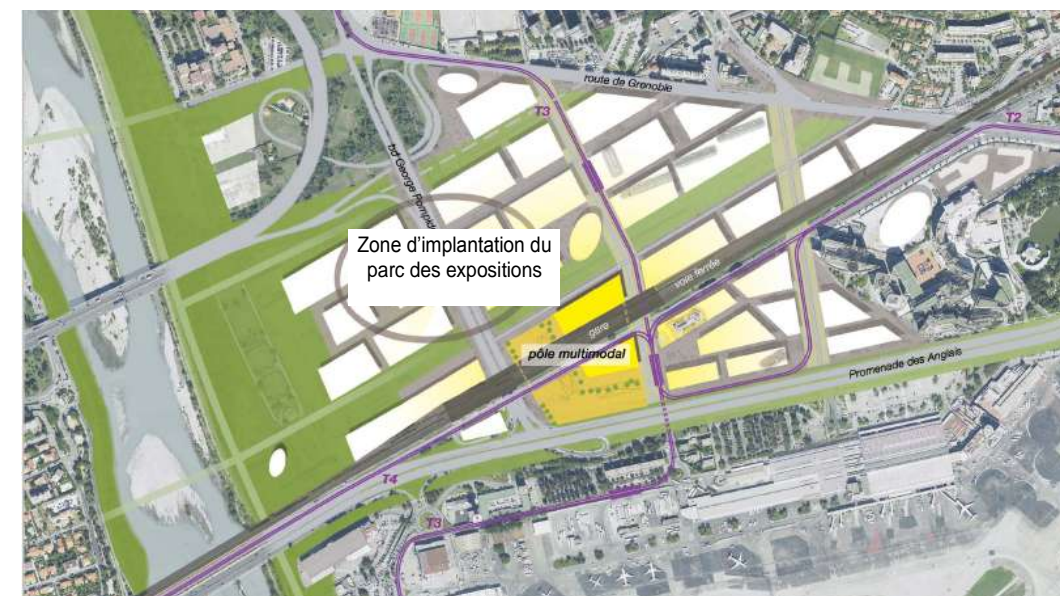 route de Grenoble
T3
T2
bd George Pompidou
Zone d'implantation du
parc des expositions
voie ferrée
gare
pôle multimodal
Promenade des Anglais
T4
T3